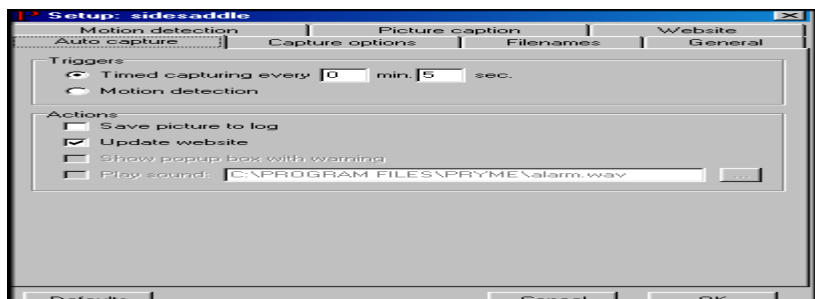 Setup: sidesaddle
Motion detection Picture caption Website
Auto capture Capture options Filenames General
Triggers
Timed capturing every 0 min. 5 sec.
Motion detection
Actions
Save picture to log
Update website
Show popup box with warning
Play sound: C:\PROGRAM FILES\PRYME\alarm.wav ...
Defaults Cancel OK